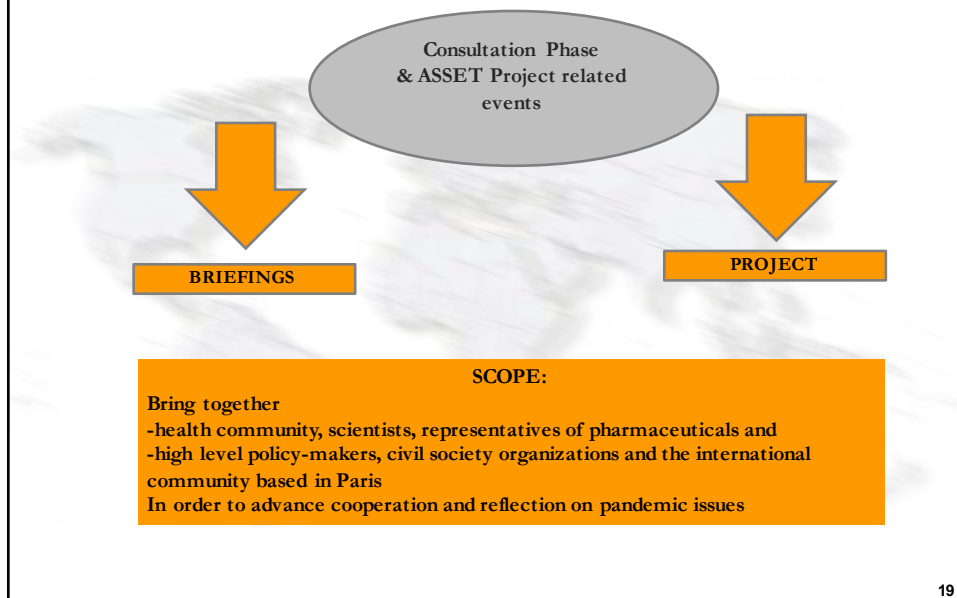 Consultation Phase
& ASSET Project related
events
BRIEFINGS
PROJECT
SCOPE:
Bring together
-health community, scientists, representatives of pharmaceuticals and
-high level policy-makers, civil society organizations and the international
community based in Paris
In order to advance cooperation and reflection on pandemic issues
19